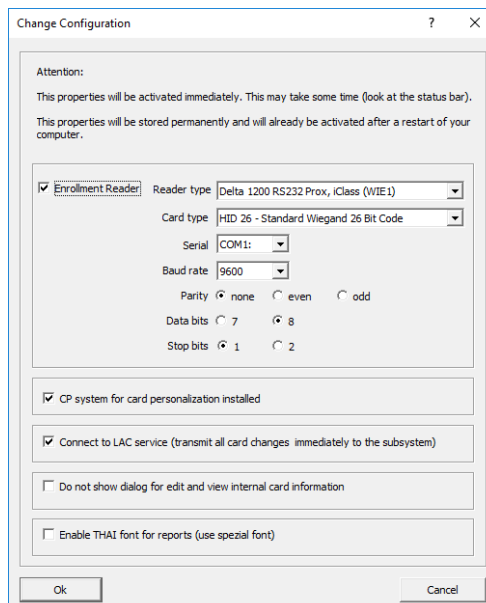 Change Configuration ? ×
Attention:
This properties will be activated immediately. This may take some time (look at the status bar).
This properties will be stored permanently and will already be activated after a restart of your
computer.
Enrollment Reader Reader type Delta 1200 RS232 Prox, iClass (WIE1)
Card type HID 26 - Standard Wiegand 26 Bit Code
Serial COM1:
Baud rate 9600
Parity none even odd
Data bits 7 8
Stop bits 1 2
CP system for card personalization installed
Connect to LAC service (transmit all card changes immediately to the subsystem)
Do not show dialog for edit and view internal card information
Enable THAI font for reports (use spezial font)
Ok Cancel